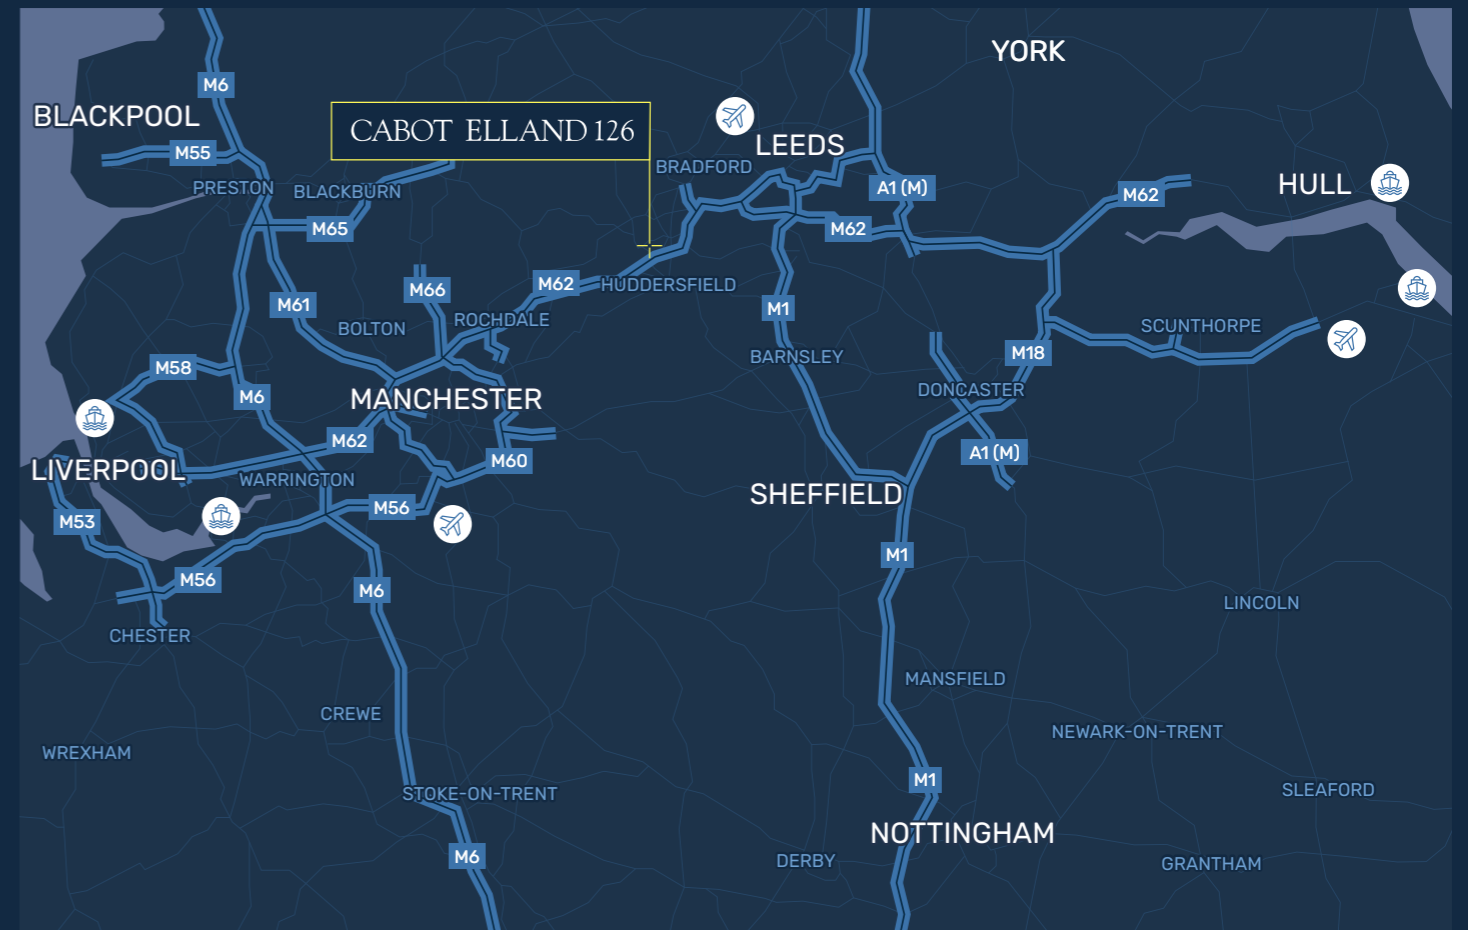 YORK
M6
BLACKPOOL
CABOT ELLAND 126
LEEDS
M55
BRADFORD
PRESTON
BLACKBURN
A1 (M)
HULL
M62
M65
M62
M62
HUDDERSFIELD
M66
M61
M1
ROCHDALE
BOLTON
SCUNTHORPE
M18
BARNSLEY
M58
DONCASTER
M6
MANCHESTER
M62
A1 (M)
M60
LIVERPOOL
WARRINGTON
SHEFFIELD
M56
M53
M1
M56
M6
LINCOLN
CHESTER
MANSFIELD
CREWE
NEWARK-ON-TRENT
WREXHAM
M1
SLEAFORD
STOKE-ON-TRENT
NOTTINGHAM
M6
DERBY
GRANTHAM